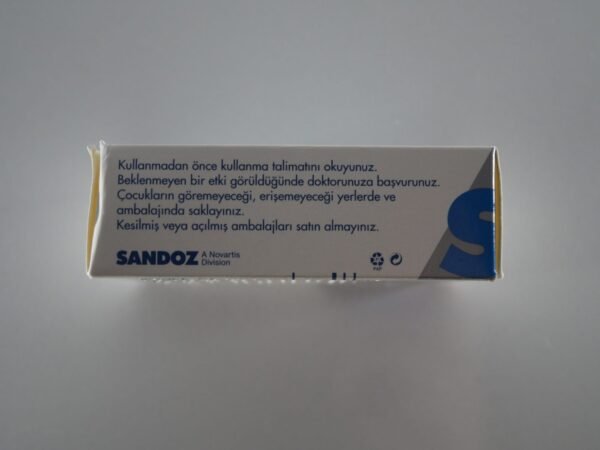 Kullanmadan önce kullanma talimatını okuyunuz.
Beklenmeyen bir etki görüldüğünde doktorunuza başvurunuz.
Çocukların göremeyeceği, erişemeyeceği yerlerde ve
ambalajında saklayınız.
Kesilmiş veya açılmış ambalajları satın almayınız.
SANDOZ A Novartis
Division
PAP
S